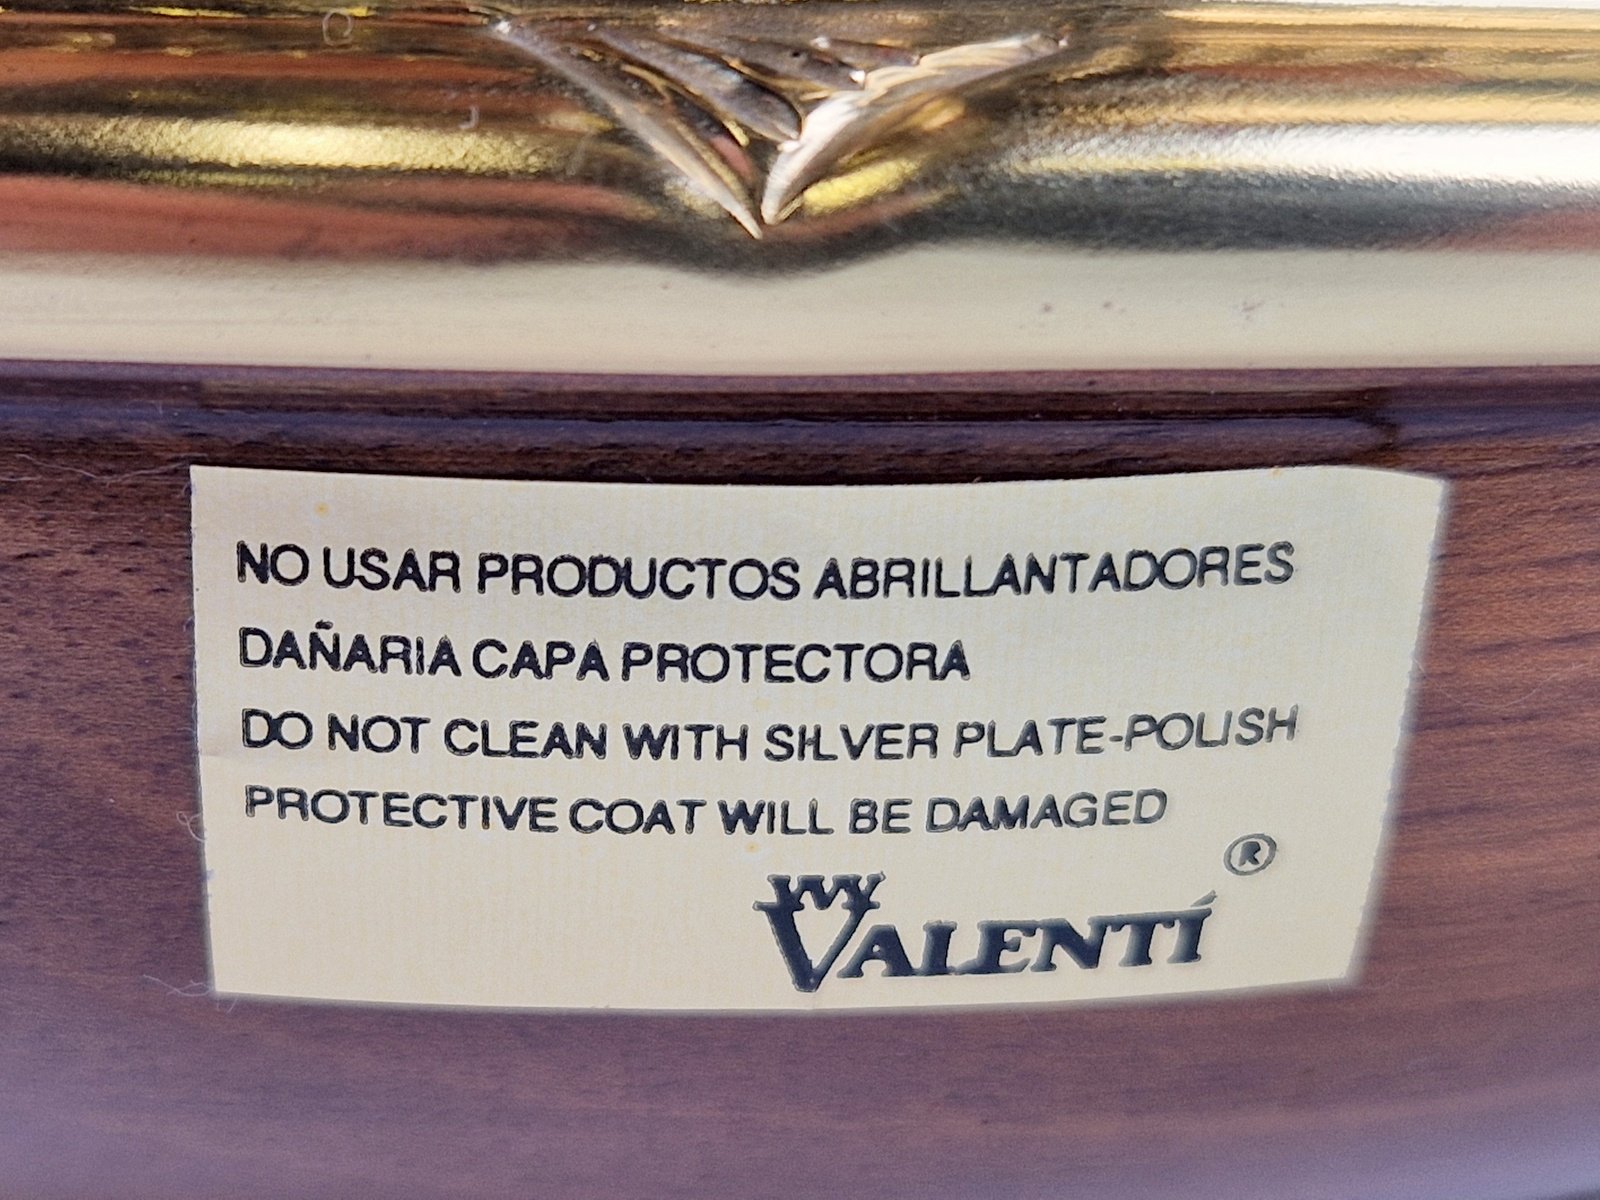 NO USAR PRODUCTOS ABRILLANTADORES
DAÑARIA CAPA PROTECTORA
DO NOT CLEAN WITH SILVER PLATE-POLISH
PROTECTIVE COAT WILL BE DAMAGED
VALENTÍ ®